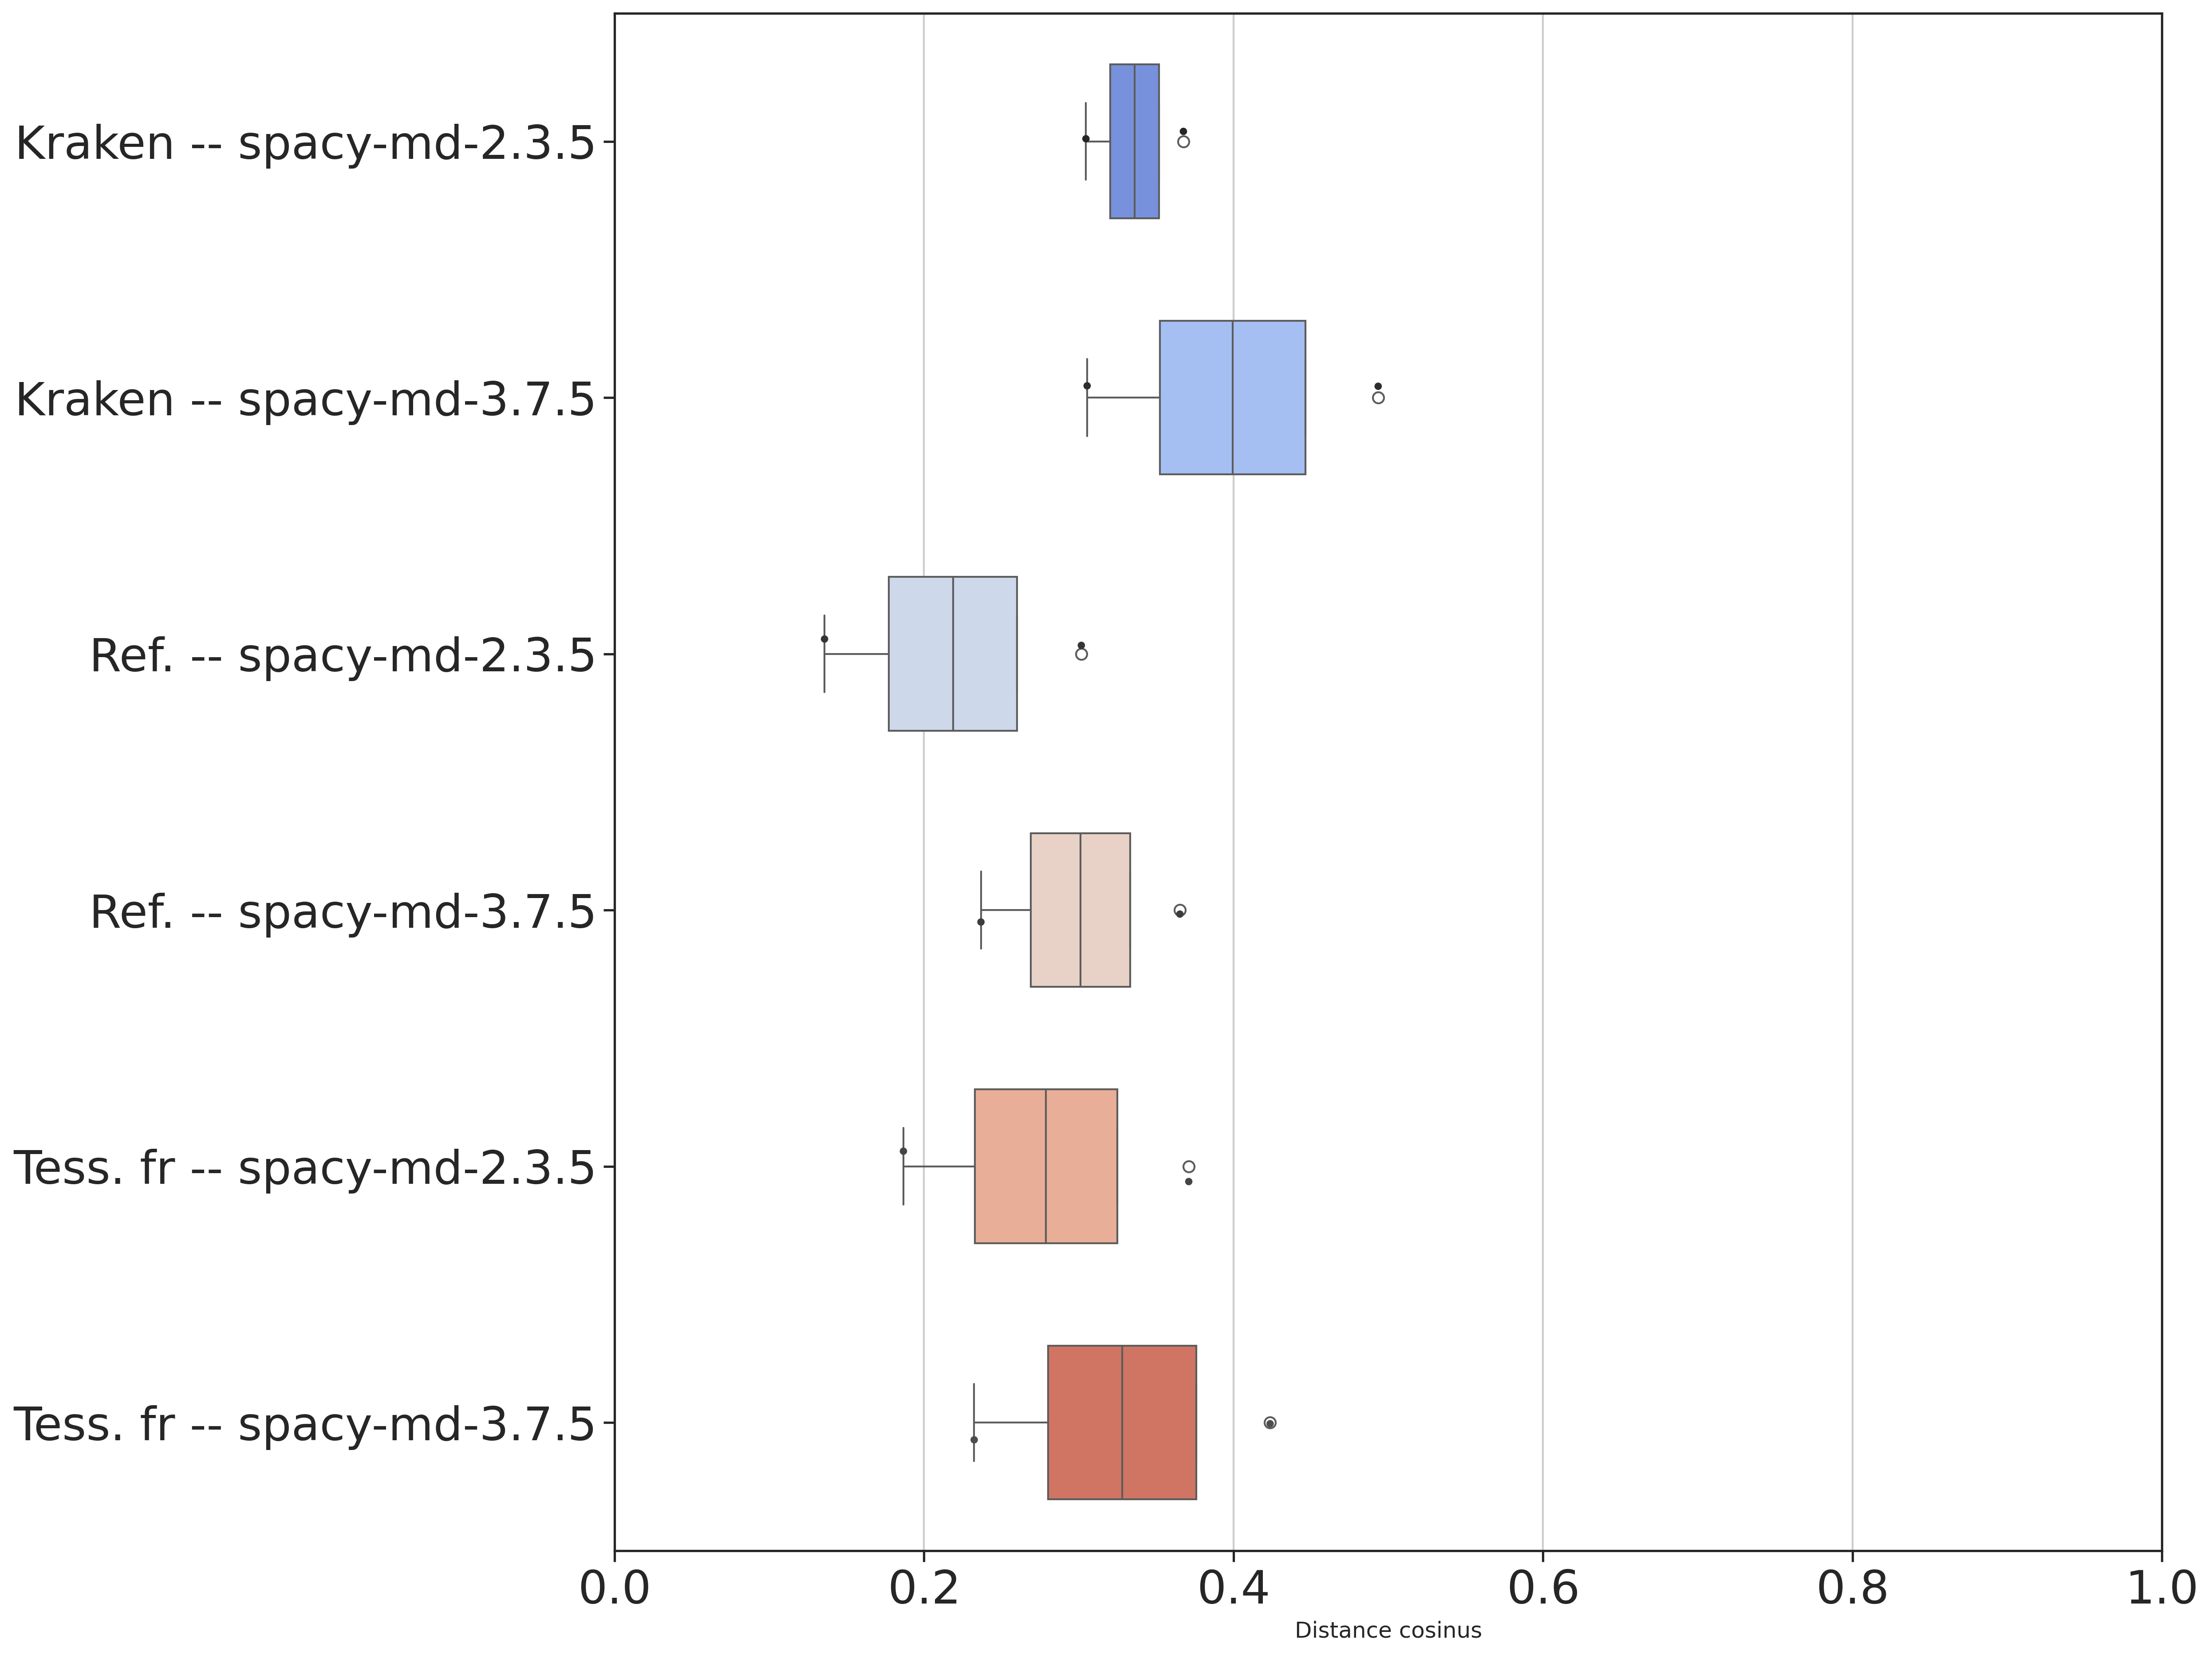 Kraken -- spacy-md-2.3.5
Kraken -- spacy-md-3.7.5
Ref. -- spacy-md-2.3.5
Ref. -- spacy-md-3.7.5
Tess. fr -- spacy-md-2.3.5
Tess. fr -- spacy-md-3.7.5
0.0 0.2 0.4 0.6 0.8 1.0
Distance cosinus